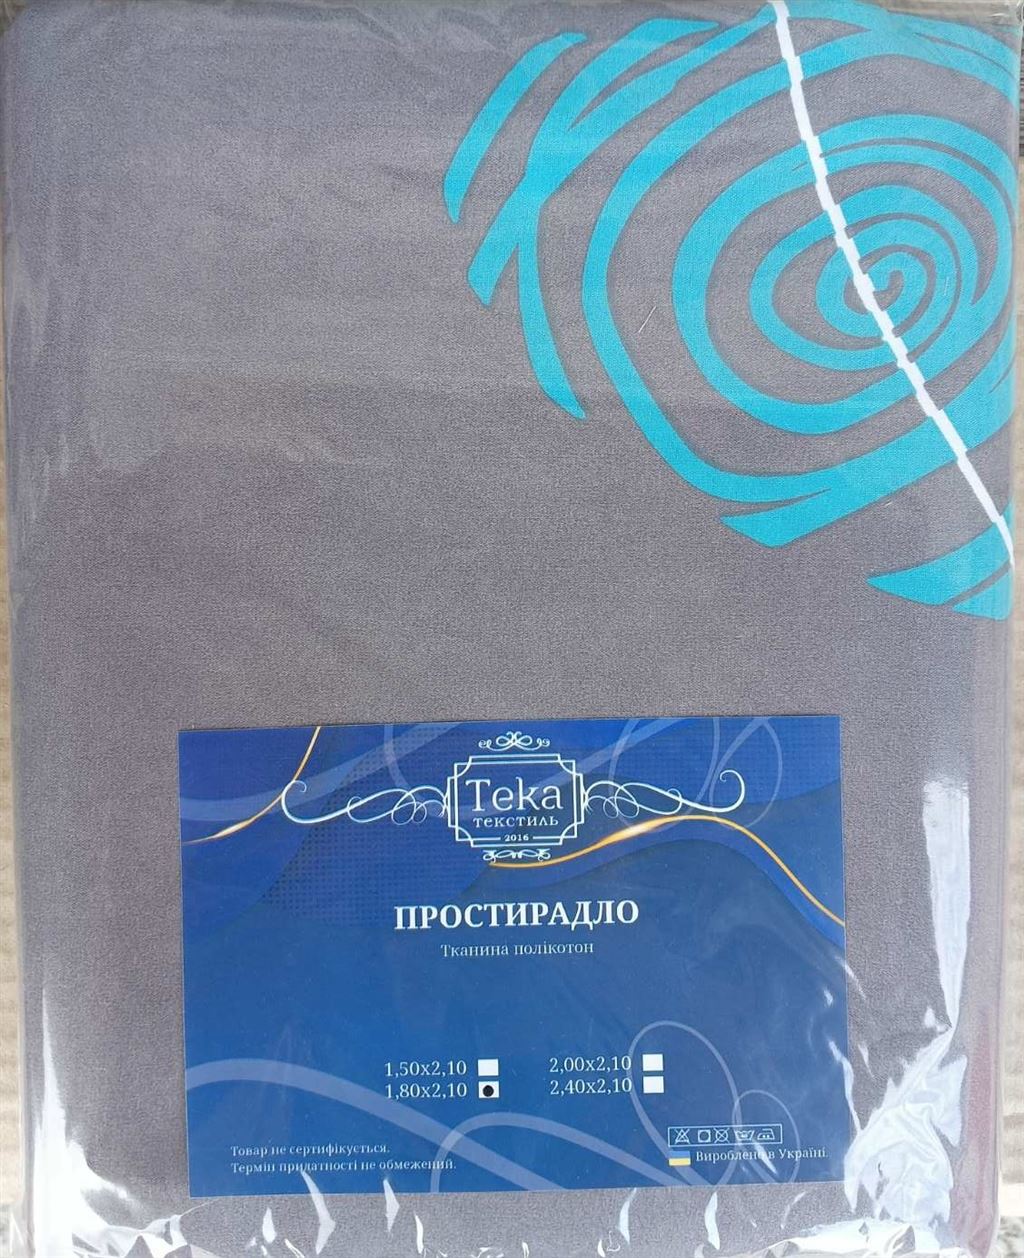 Teka
текстиль
2016
ПРОСТИРАДЛО
Тканина полікотон
1,50x2,10 2,00x2,10
1,80x2,10 2,40x2,10
Товар не сертифікується.
Термін придатності не обмежений.
Вироблено в Україні.